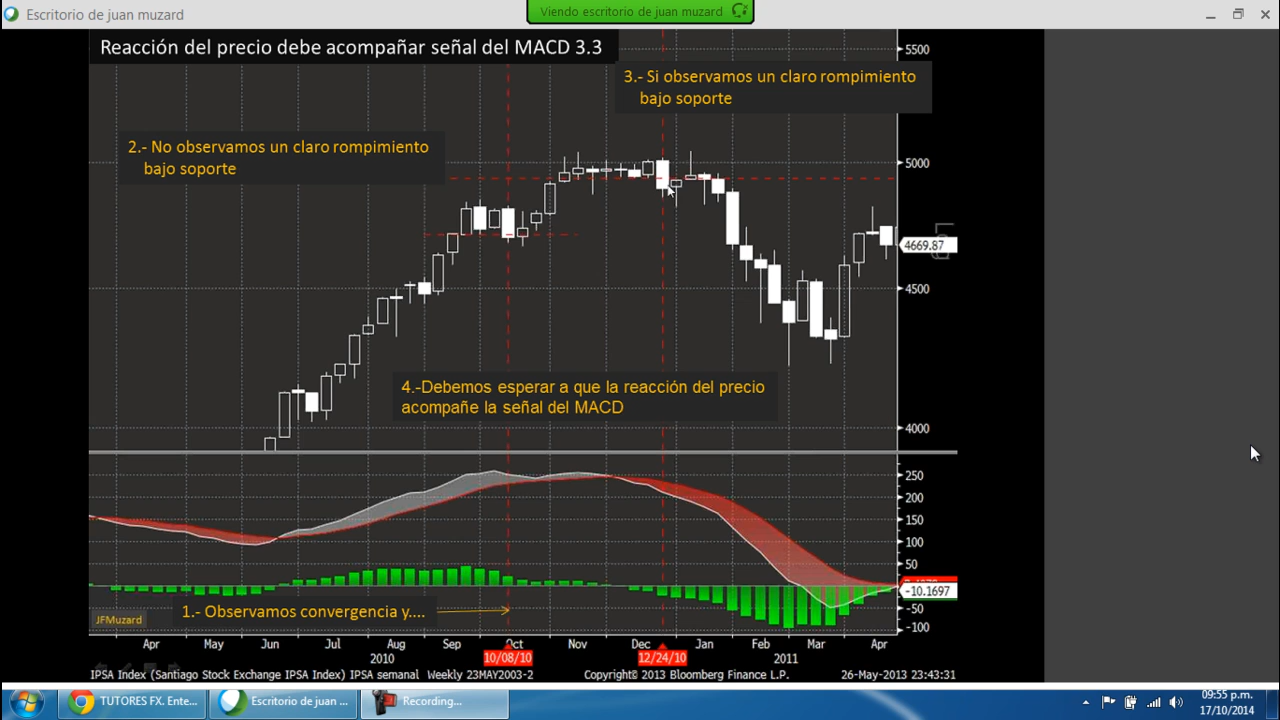 Escritorio de juan muzard
Viendo escritorio de juan muzard
Reacción del precio debe acompañar señal del MACD 3.3
5500
3.- Si observamos un claro rompimiento
bajo soporte
2.- No observamos un claro rompimiento
bajo soporte
5000
4669.87
4500
4.-Debemos esperar a que la reacción del precio
acompañe la señal del MACD
4000
250
200
150
100
50
-10.1697
-50
-100
1.- Observamos convergencia y....
JFMuzard
Apr May Jun Jul Aug Sep Oct Nov Dec Jan Feb Mar Apr
2010 10/08/10 12/24/10 2011
IPSA Index (Santiago Stock Exchange IPSA Index) IPSA semanal Weekly 23MAY2003-2 Copyright© 2013 Bloomberg Finance L.P. 26-May-2013 23:43:31
TUTORES FX. Ente... Escritorio de juan ... Recording...
09:55 p.m.
17/10/2014